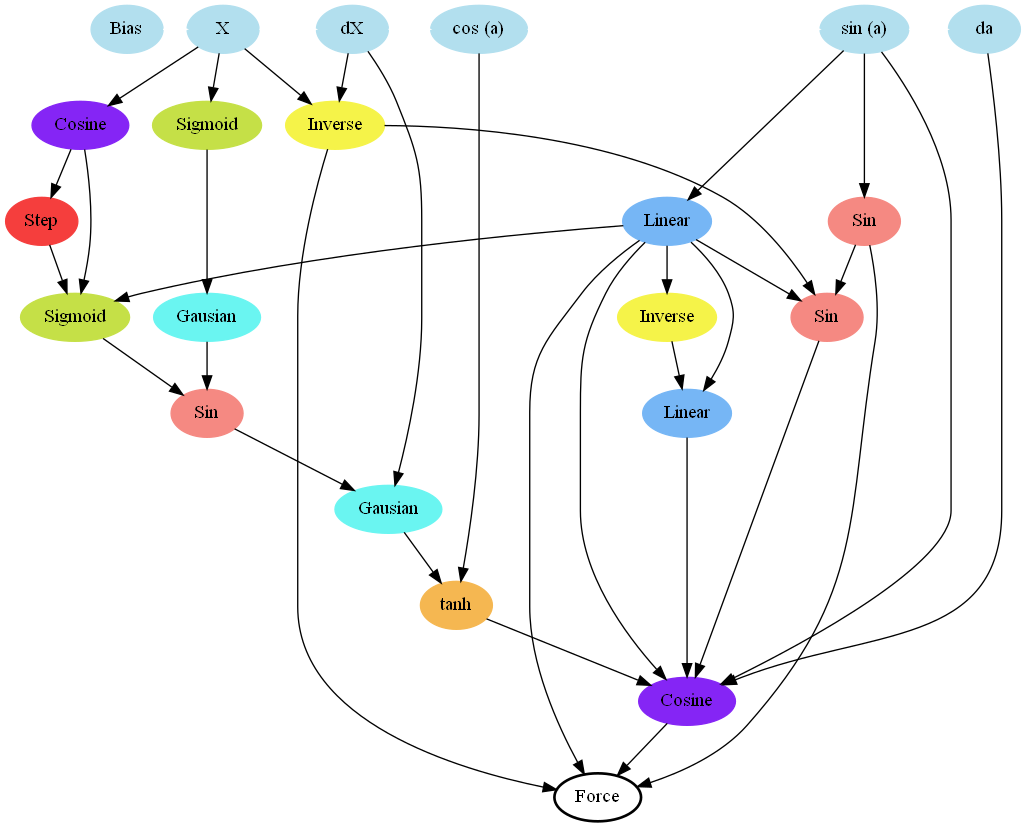 Bias
X
dX
cos (a)
sin (a)
da
Cosine
Sigmoid
Inverse
Step
Linear
Sin
Sigmoid
Gausian
Inverse
Sin
Sin
Linear
Gausian
tanh
Cosine
Force